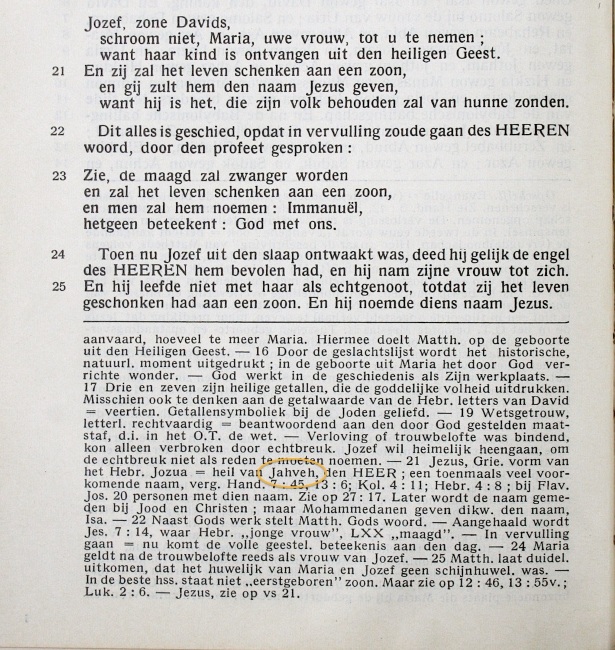 Jozef, zone Davids,
schroom niet, Maria, uwe vrouw, tot u te nemen ;
want haar kind is ontvangen uit den heiligen Geest.
21 En zij zal het leven schenken aan een zoon,
en gij zult hem den naam Jezus geven,
want hij is het, die zijn volk behouden zal van hunne zonden.
22 Dit alles is geschied, opdat in vervulling zoude gaan des HEEREN
woord, door den profeet gesproken :
23 Zie, de maagd zal zwanger worden
en zal het leven schenken aan een zoon,
en men zal hem noemen : Immanuël,
hetgeen beteekent : God met ons.
24 Toen nu Jozef uit den slaap ontwaakt was, deed hij gelijk de engel
des HEEREN hem bevolen had, en hij nam zijne vrouw tot zich.
25 En hij leefde niet met haar als echtgenoot, totdat zij het leven
geschonken had aan een zoon. En hij noemde diens naam Jezus.
aanvaard, hoeveel te meer Maria. Hiermee doelt Matth. op de geboorte
uit den Heiligen Geest. — 16 Door de geslachtslijst wordt het historische,
natuurl. moment uitgedrukt ; in de geboorte uit Maria het door God ver-
richte wonder. — God werkt in de geschiedenis als Zijn werkplaats. —
17 Drie en zeven zijn heilige getallen, die de goddelijke volheid uitdrukken.
Misschien ook te denken aan de getalwaarde van de Hebr. letters van David
= veertien. Getallensymboliek bij de Joden geliefd. — 19 Wetsgetrouw,
letterl. rechtvaardig = beantwoordend aan den door God gestelden maat-
staf, d.i. in het O.T. de wet. — Verloving of trouwbelofte was bindend,
kon alleen verbroken door echtbreuk. Jozef wil heimelijk heengaan, om
de echtbreuk niet als reden te moeten noemen. — 21 Jezus, Grie. vorm van
het Hebr. Jozua = heil van Jahveh, den HEER ; een toenmaals veel voor-
komende naam, verg. Hand. 7 : 45, 13 : 6; Kol. 4 : 11; Hebr. 4 : 8 ; bij Flav.
Jos. 20 personen met dien naam. Zie op 27 : 17. Later wordt de naam geme-
den bij Jood en Christen ; maar Mohammedanen geven dikw. den naam,
Isa. — 22 Naast Gods werk stelt Matth. Gods woord. — Aangehaald wordt
Jes. 7 : 14, waar Hebr. „jonge vrouw", LXX „maagd". — In vervulling
gaan = nu komt de volle geestel. beteekenis aan den dag. — 24 Maria
geldt na de trouwbelofte reeds als vrouw van Jozef. — 25 Matth. laat duidel.
uitkomen, dat het huwelijk van Maria en Jozef geen schijnhuwel. was. —
In de beste hss. staat niet „eerstgeboren" zoon. Maar zie op 12 : 46, 13 : 55v. ;
Luk. 2 : 6. — Jezus, zie op vs 21.